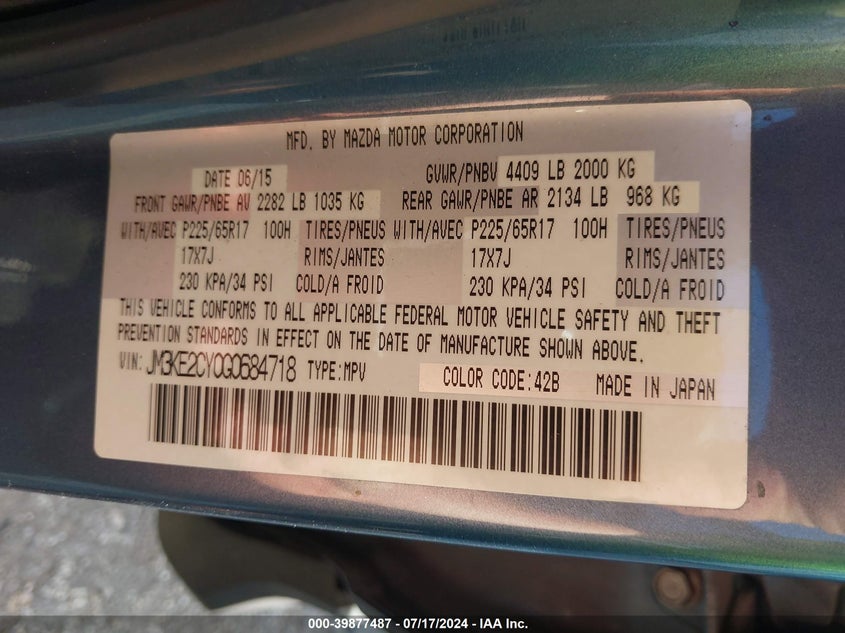 MFD. BY MAZDA MOTOR CORPORATION
DATE 06/15 GVWR/PNBV 4409 LB 2000 KG
FRONT GAWR/PNBE AV 2282 LB 1035 KG REAR GAWR/PNBE AR 2134 LB 968 KG
WITH/AVEC P225/65R17 100H TIRES/PNEUS WITH/AVEC P225/65R17 100H TIRES/PNEUS
17X7J RIMS/JANTES 17X7J RIMS/JANTES
230 KPA/34 PSI COLD/A FROID 230 KPA/34 PSI COLD/A FROID
THIS VEHICLE CONFORMS TO ALL APPLICABLE FEDERAL MOTOR VEHICLE SAFETY AND THEFT
PREVENTION STANDARDS IN EFFECT ON THE DATE OF MANUFACTURE SHOWN ABOVE.
VIN: JM3KE2CY0G0684718 TYPE:MPV COLOR CODE:42B MADE IN JAPAN
000-39877487 - 07/17/2024 - IAA Inc.